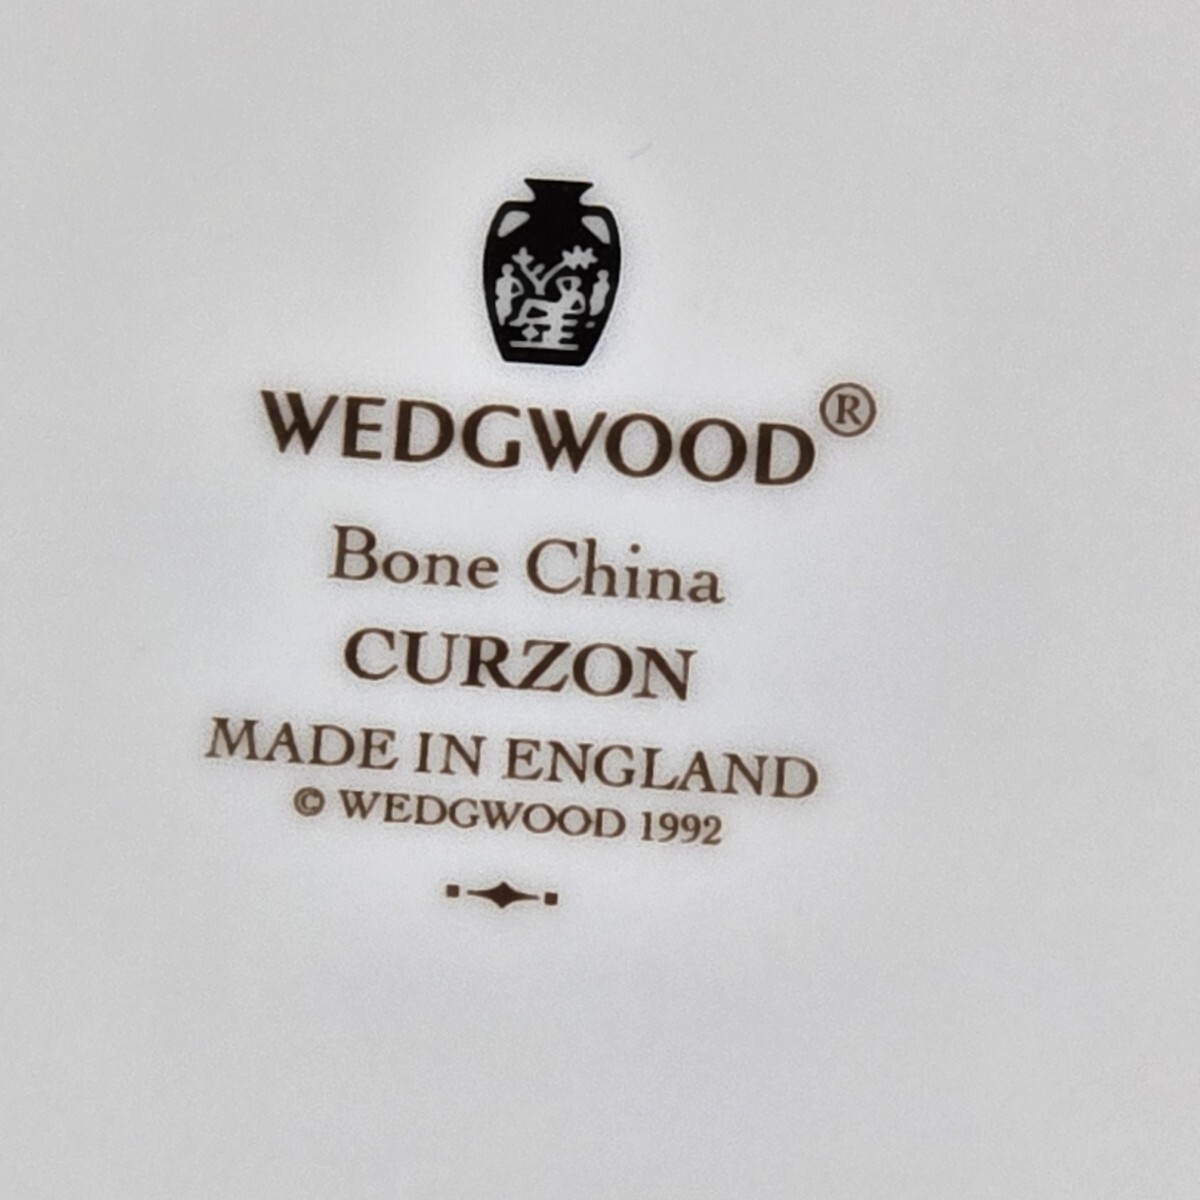 WEDGWOOD®
Bone China
CURZON
MADE IN ENGLAND
© WEDGWOOD 1992